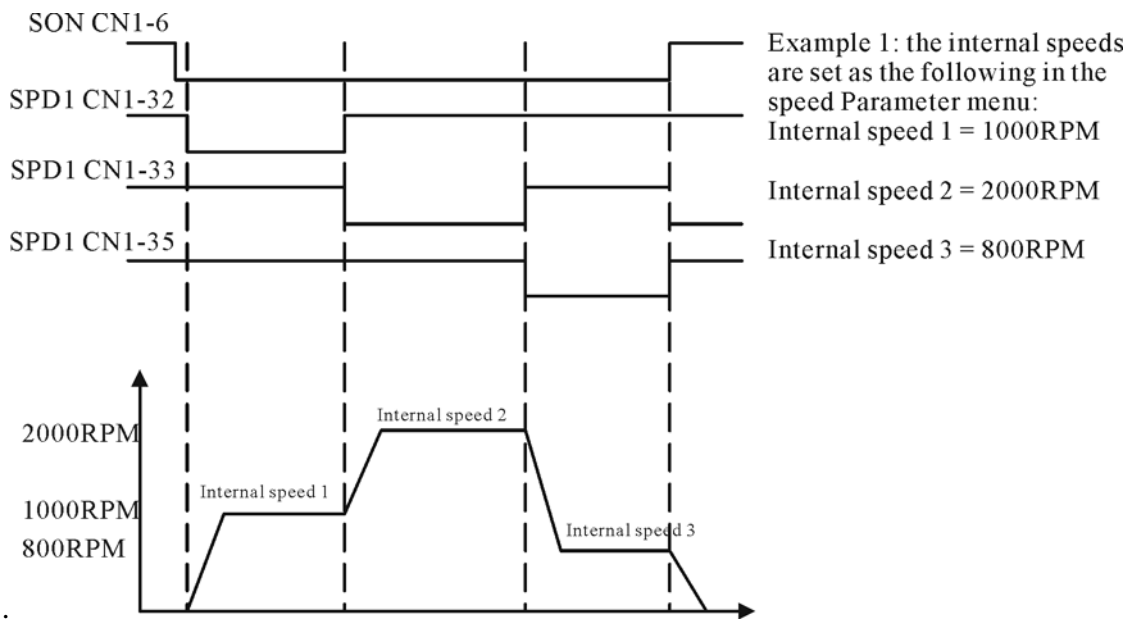 SON CN1-6
SPD1 CN1-32
SPD1 CN1-33
SPD1 CN1-35
Example 1: the internal speeds
are set as the following in the
speed Parameter menu:
Internal speed 1 = 1000RPM
Internal speed 2 = 2000RPM
Internal speed 3 = 800RPM
2000RPM
1000RPM
800RPM
Internal speed 1
Internal speed 2
Internal speed 3
.